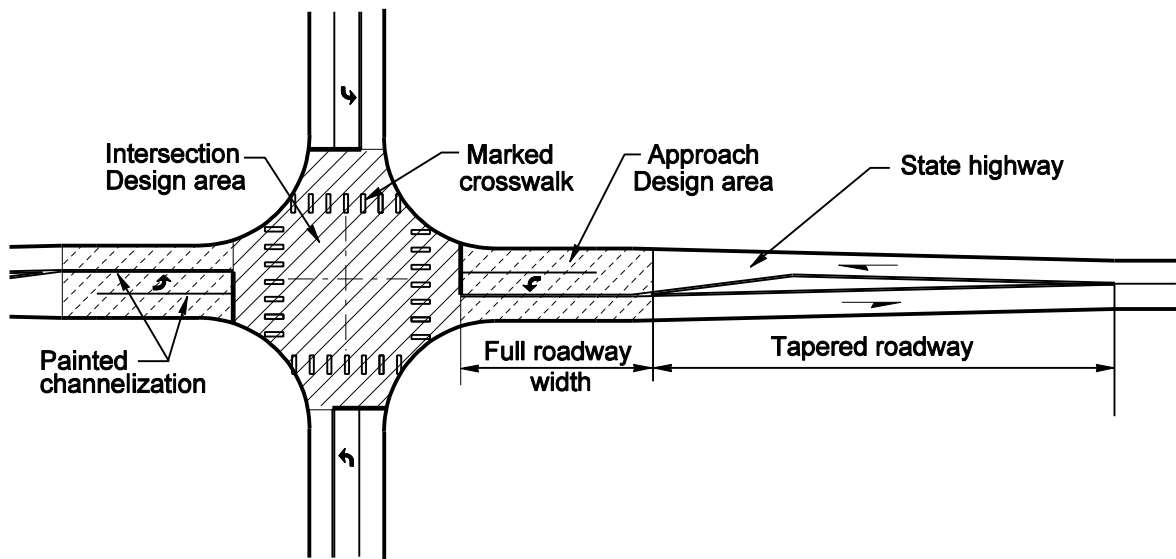 Intersection
Design area
Marked
crosswalk
Approach
Design area
State highway
Painted
channelization
Full roadway
width
Tapered roadway